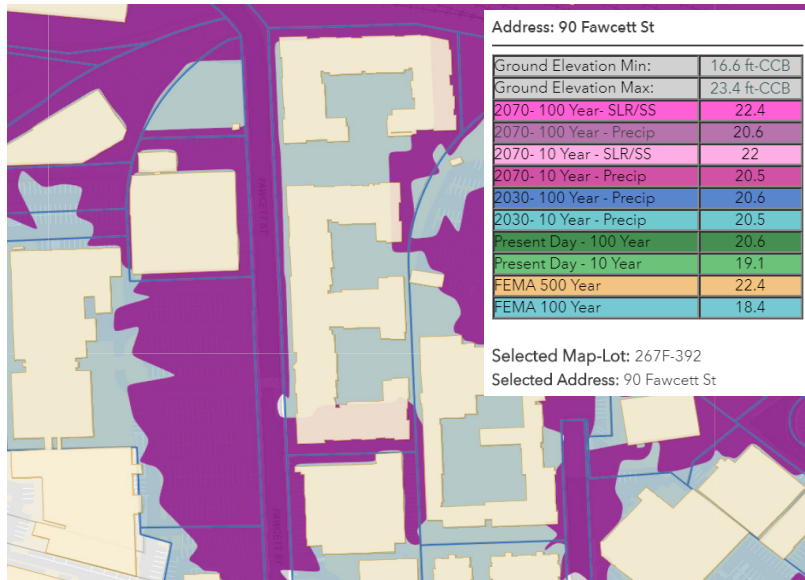 Address: 90 Fawcett St
Ground Elevation Min: 16.6 ft-CCB
Ground Elevation Max: 23.4 ft-CCB
2070- 100 Year- SLR/SS 22.4
2070- 100 Year - Precip 20.6
2070- 10 Year - SLR/SS 22
2070- 10 Year - Precip 20.5
2030- 100 Year - Precip 20.6
2030- 10 Year - Precip 20.5
Present Day - 100 Year 20.6
Present Day - 10 Year 19.1
FEMA 500 Year 22.4
FEMA 100 Year 18.4
Selected Map-Lot: 267F-392
Selected Address: 90 Fawcett St
FAWCETT ST
FAWCETT ST